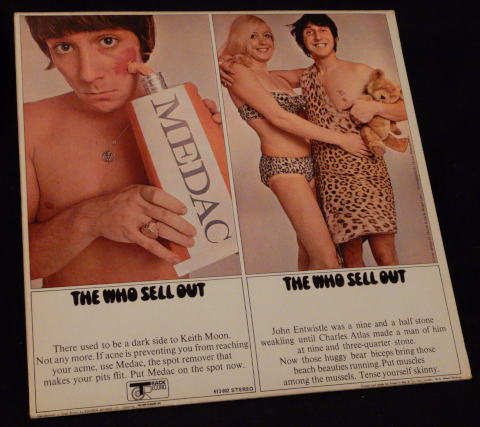 MEDAC
THE WHO SELL OUT
There used to be a dark side to Keith Moon.
Not any more. If acne is preventing you from reaching
your acne, use Medac, the spot remover that
makes your pits flit. Put Medac on the spot now.
TRACK
RECORD
613 002 STEREO
THE WHO SELL OUT
John Entwistle was a nine and a half stone
weakling until Charles Atlas made a man of him
at nine and three-quarter stone.
Now those huggy bear biceps bring those
beach beauties running. Put muscles
among the mussels. Tense yourself skinny.